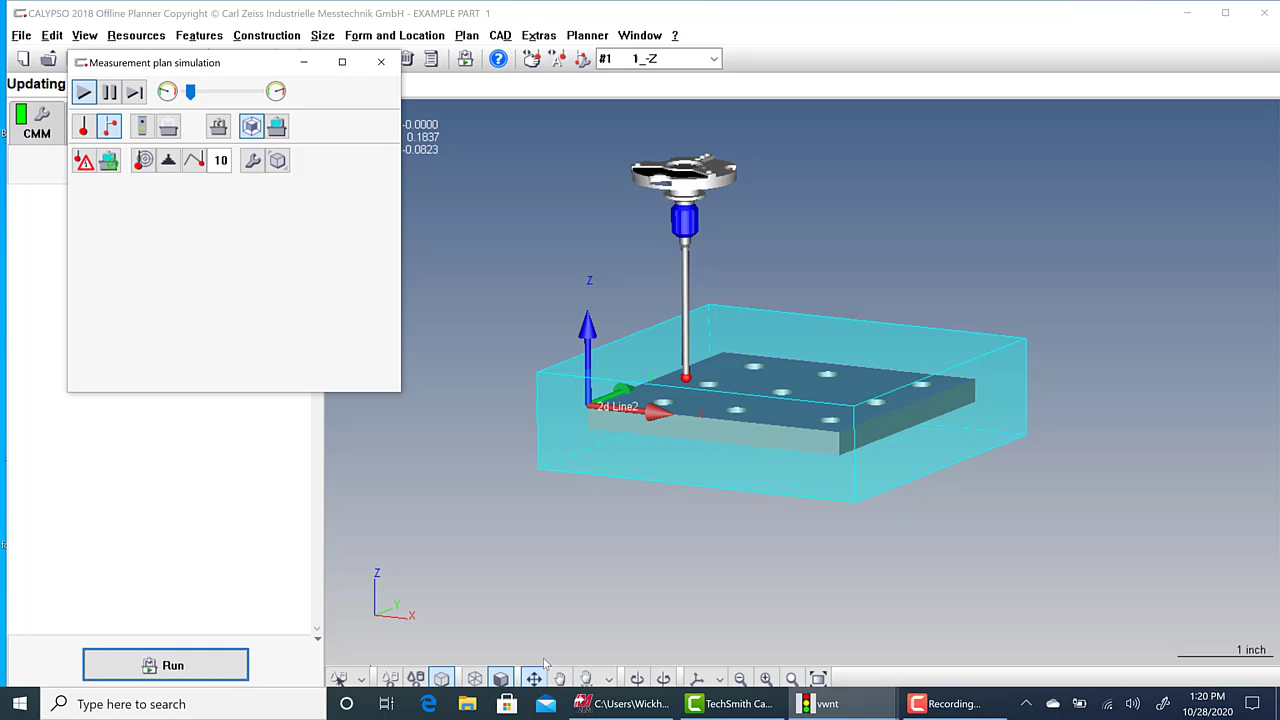 CALYPSO 2018 Offline Planner Copyright © Carl Zeiss Industrielle Messtechnik GmbH - EXAMPLE PART 1
File Edit View Resources Features Construction Size Form and Location Plan CAD Extras Planner Window ?
#1 1_-Z
Measurement plan simulation
Updating
CMM
10
-0.0000
0.1837
-0.0823
Z
2d Line2
Z
Y
X
1 inch
Run
Type here to search
C:\Users\Wickh...
TechSmith Ca...
vwnt
Recording...
1:20 PM
10/28/2020